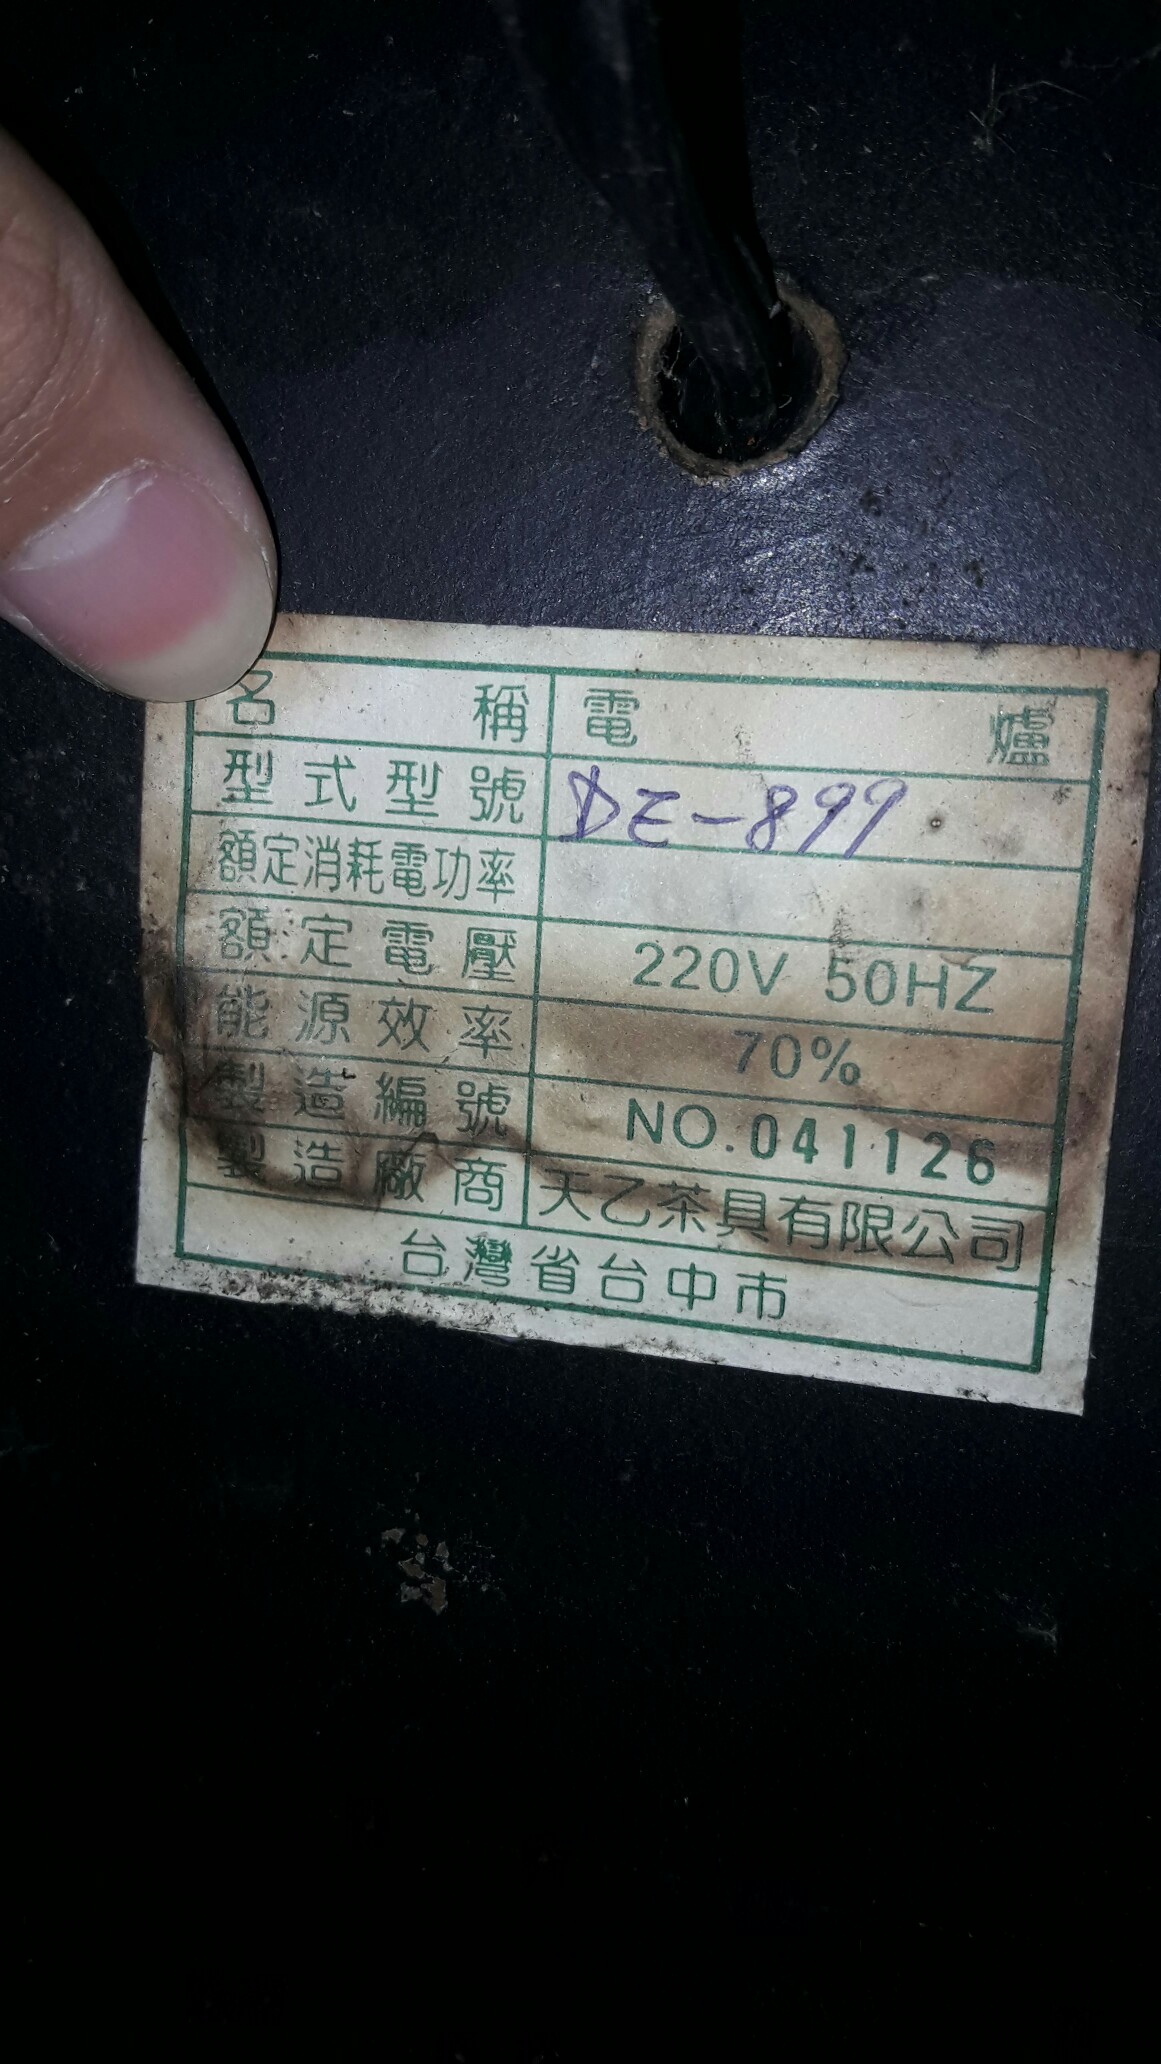 名稱 電爐
型式型號 DE-899
額定消耗電功率
額定電壓 220V 50HZ
能源效率 70%
製造編號 NO.041126
製造廠商 天乙茶具有限公司
台灣省台中市